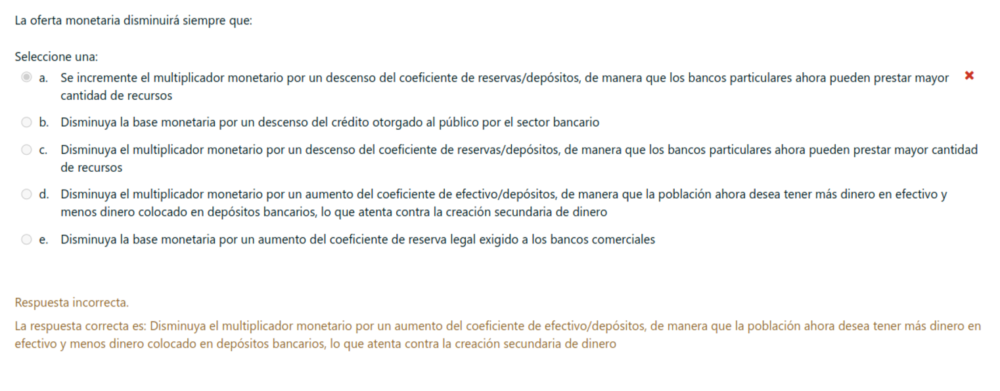 La oferta monetaria disminuirá siempre que:
Seleccione una:
a. Se incremente el multiplicador monetario por un descenso del coeficiente de reservas/depósitos, de manera que los bancos particulares ahora pueden prestar mayor
cantidad de recursos
b. Disminuya la base monetaria por un descenso del crédito otorgado al público por el sector bancario
c. Disminuya el multiplicador monetario por un descenso del coeficiente de reservas/depósitos, de manera que los bancos particulares ahora pueden prestar mayor cantidad
de recursos
d. Disminuya el multiplicador monetario por un aumento del coeficiente de efectivo/depósitos, de manera que la población ahora desea tener más dinero en efectivo y
menos dinero colocado en depósitos bancarios, lo que atenta contra la creación secundaria de dinero
e. Disminuya la base monetaria por un aumento del coeficiente de reserva legal exigido a los bancos comerciales
Respuesta incorrecta.
La respuesta correcta es: Disminuya el multiplicador monetario por un aumento del coeficiente de efectivo/depósitos, de manera que la población ahora desea tener más dinero en
efectivo y menos dinero colocado en depósitos bancarios, lo que atenta contra la creación secundaria de dinero